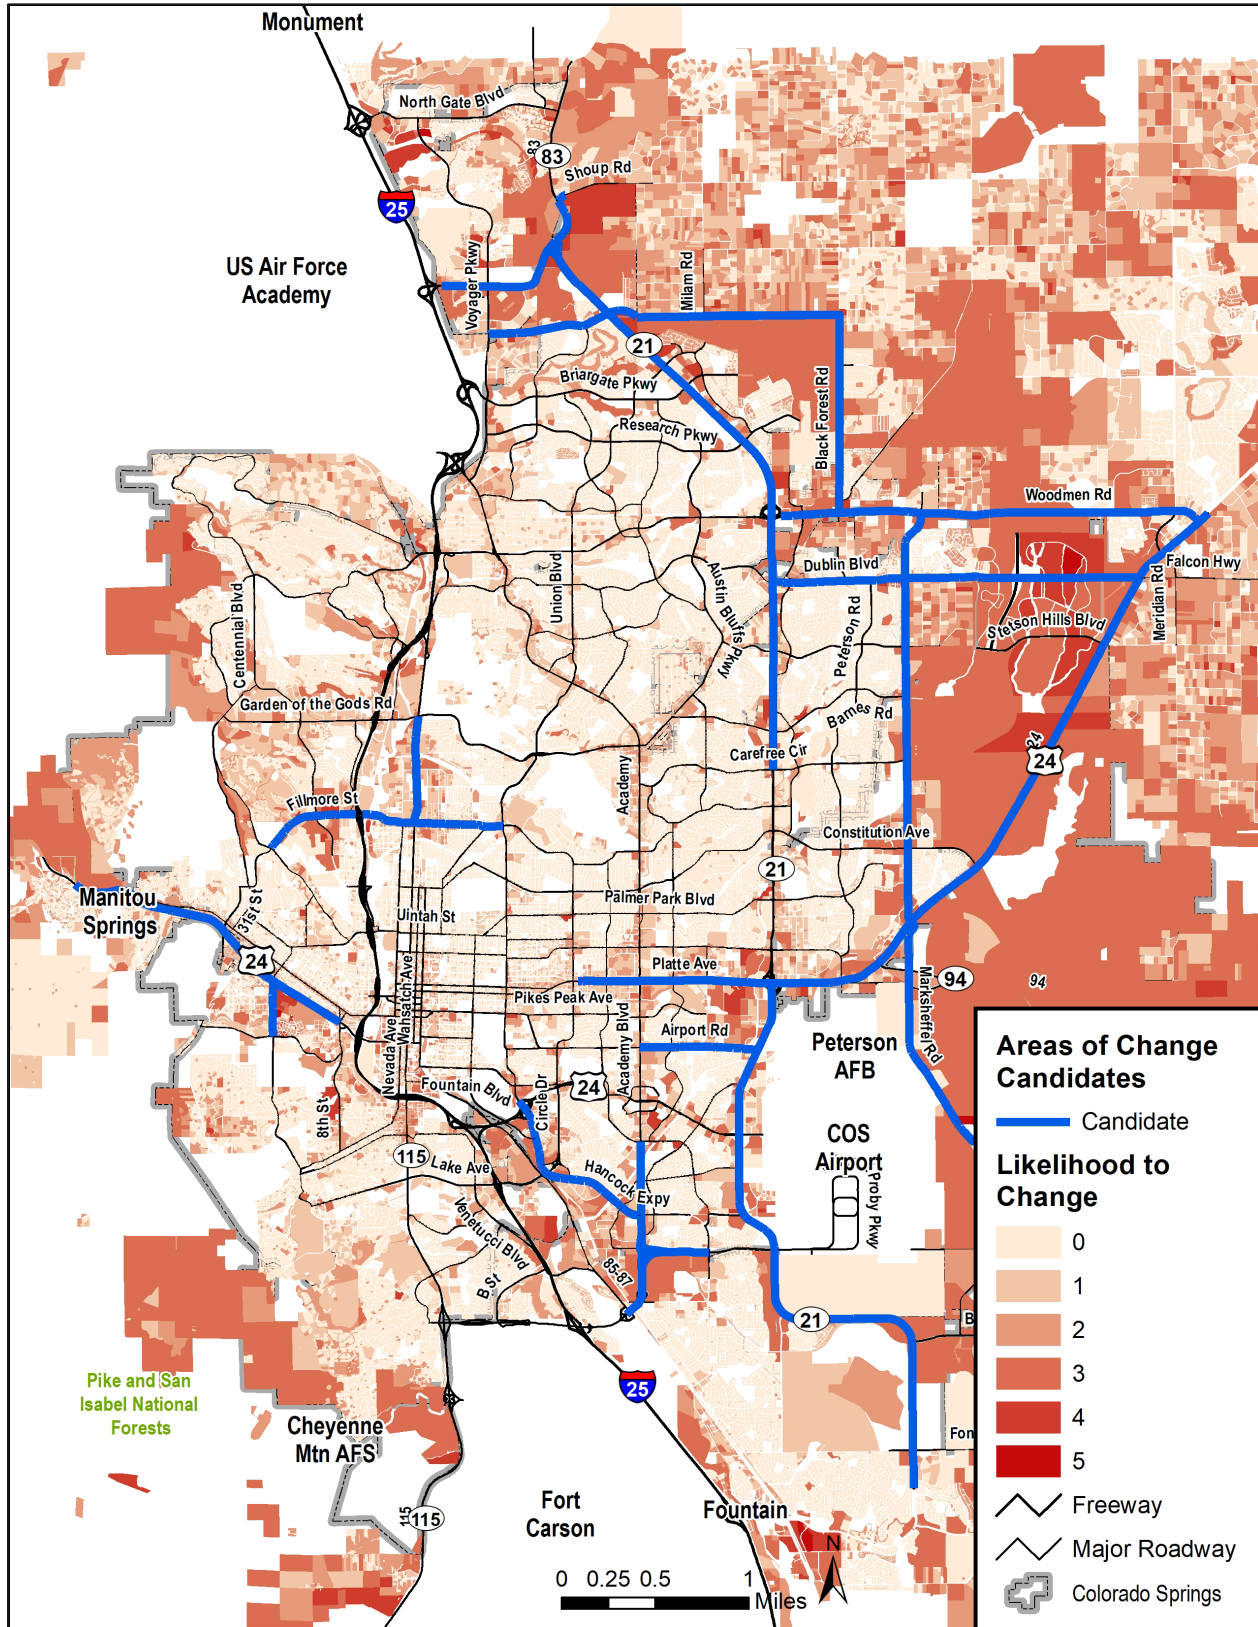 Monument
North Gate Blvd
83
83
Shoup Rd
25
US Air Force
Academy
Voyager Pkwy
Milam Rd
21
Briargate Pkwy
Research Pkwy
Black Forest Rd
Woodmen Rd
Union Blvd
Austin Bluffs Pkwy
Dublin Blvd
Falcon Hwy
Meridian Rd
Centennial Blvd
Peterson Rd
Stetson Hills Blvd
Garden of the Gods Rd
Barnes Rd
Carefree Cir
24
24
Academy
Fillmore St
Constitution Ave
21
Manitou
Springs
31st St
Uintah St
Palmer Park Blvd
24
Platte Ave
94
94
Wahsatch Ave
Nevada Ave
Pikes Peak Ave
Marksheffel Rd
Academy Blvd
Airport Rd
Peterson
AFB
Fountain Blvd
Circle Dr
24
8th St
115
Lake Ave
Hancock Expy
COS
Airport
Proby Pkwy
Venetucci Blvd
B St
85-87
21
B
25
Pike and San
Isabel National
Forests
Cheyenne
Mtn AFS
Fon
115
115
Fort
Carson
Fountain
N
0 0.25 0.5 1
Miles
Areas of Change
Candidates
Candidate
Likelihood to
Change
0
1
2
3
4
5
Freeway
Major Roadway
Colorado Springs